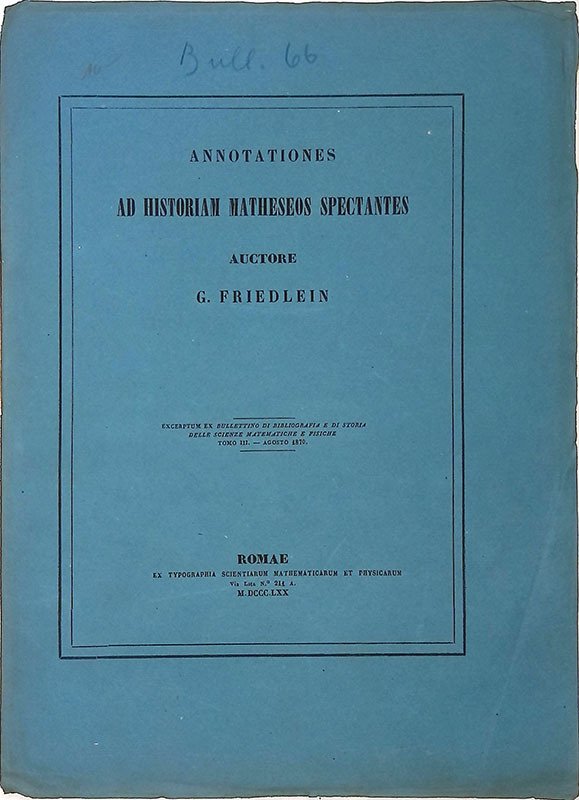 Bull. 66
ANNOTATIONES
AD HISTORIAM MATHESEOS SPECTANTES
AUCTORE
G. FRIEDLEIN
EXCERPTUM EX BULLETTINO DI BIBLIOGRAFIA E DI STORIA
DELLE SCIENZE MATEMATICHE E FISICHE
TOMO III. — AGOSTO 1870.
ROMAE
EX TYPOGRAPHIA SCIENTIARUM MATHEMATICARUM ET PHYSICARUM
Via Lata N.º 211 A.
M.DCCC.LXX